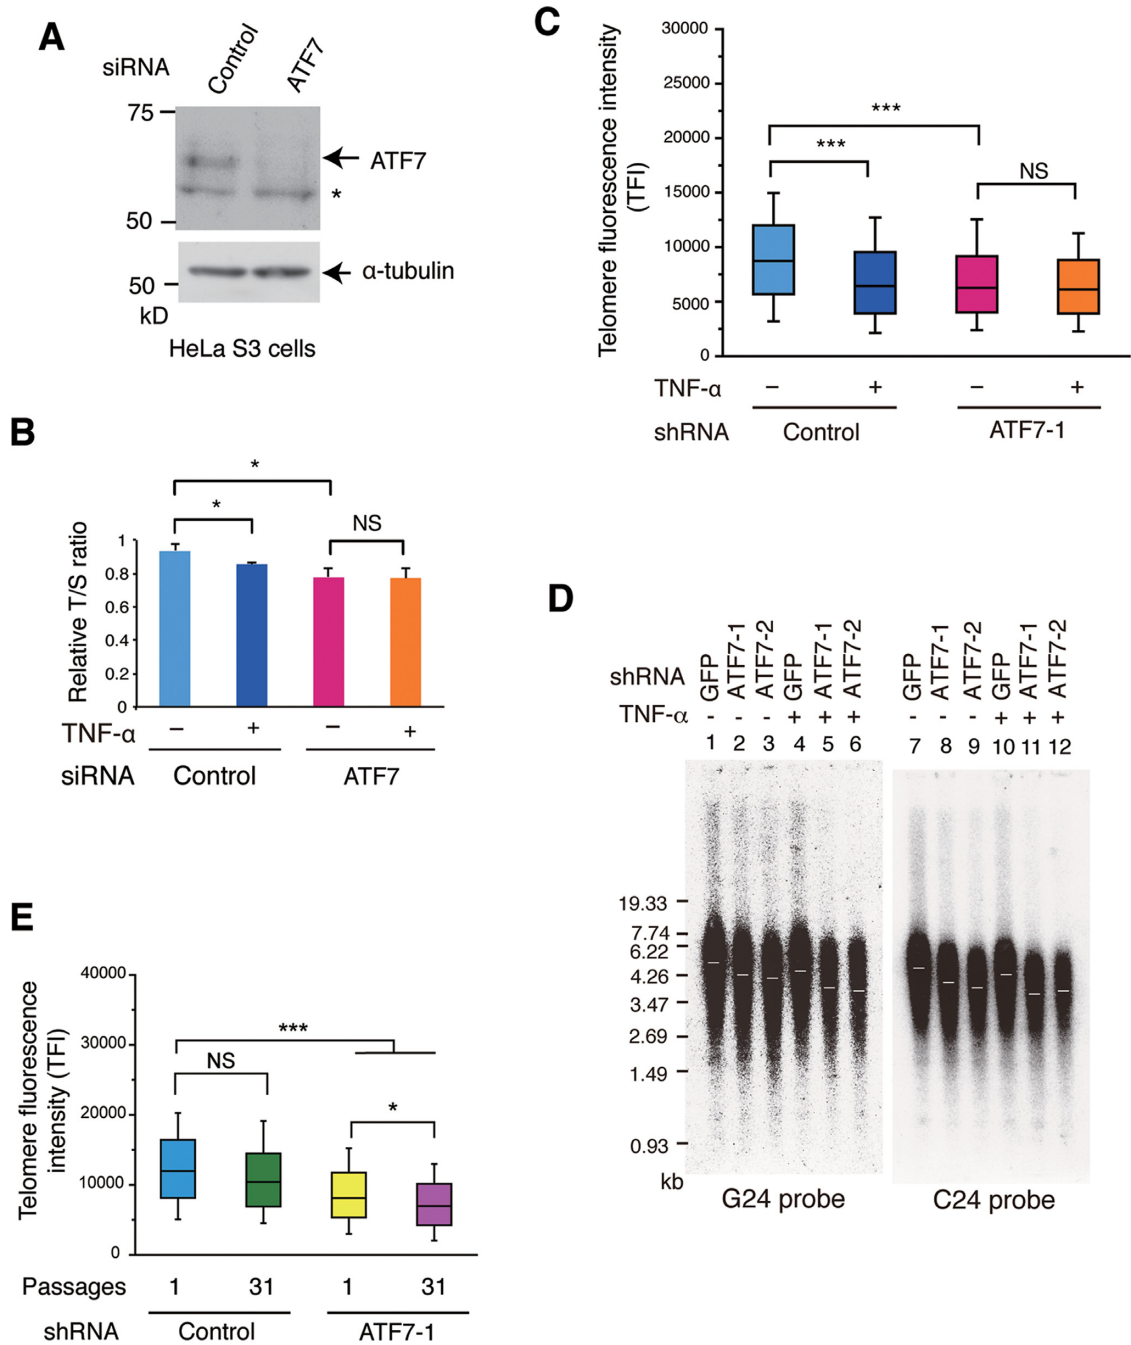 A
siRNA
Control
ATF7
75
ATF7
*
50
50
α-tubulin
kD
HeLa S3 cells
B
*
*
NS
Relative T/S ratio
1
0.8
0.6
0.4
0.2
0
TNF-α − + − +
siRNA Control ATF7
C
Telomere fluorescence intensity
(TFI)
30000
25000
20000
15000
10000
5000
0
***
***
NS
TNF-α − + − +
shRNA Control ATF7-1
D
shRNA GFP ATF7-1 ATF7-2 GFP ATF7-1 ATF7-2 GFP ATF7-1 ATF7-2 GFP ATF7-1 ATF7-2
TNF-α - - - + + + - - - + + +
1 2 3 4 5 6 7 8 9 10 11 12
19.33
7.74
6.22
4.26
3.47
2.69
1.49
0.93
kb
G24 probe C24 probe
E
Telomere fluorescence
intensity (TFI)
40000
30000
20000
10000
0
***
NS
*
Passages 1 31 1 31
shRNA Control ATF7-1